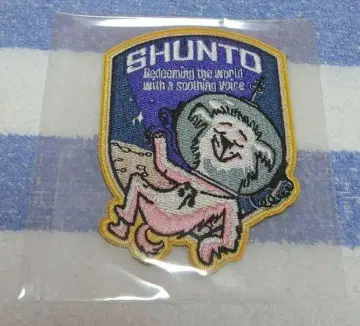 SHUNTO
Redeeming the world
with a soothing voice